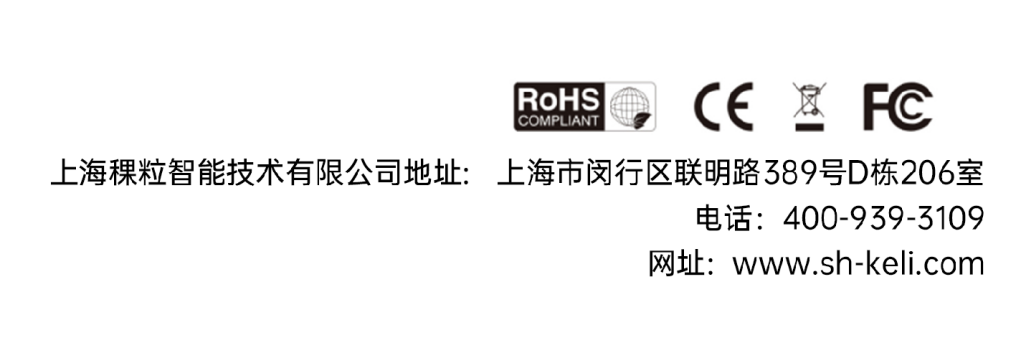 RoHS
COMPLIANT
CE
FC
上海稞粒智能技术有限公司地址: 上海市闵行区联明路389号D栋206室
电话: 400-939-3109
网址: www.sh-keli.com